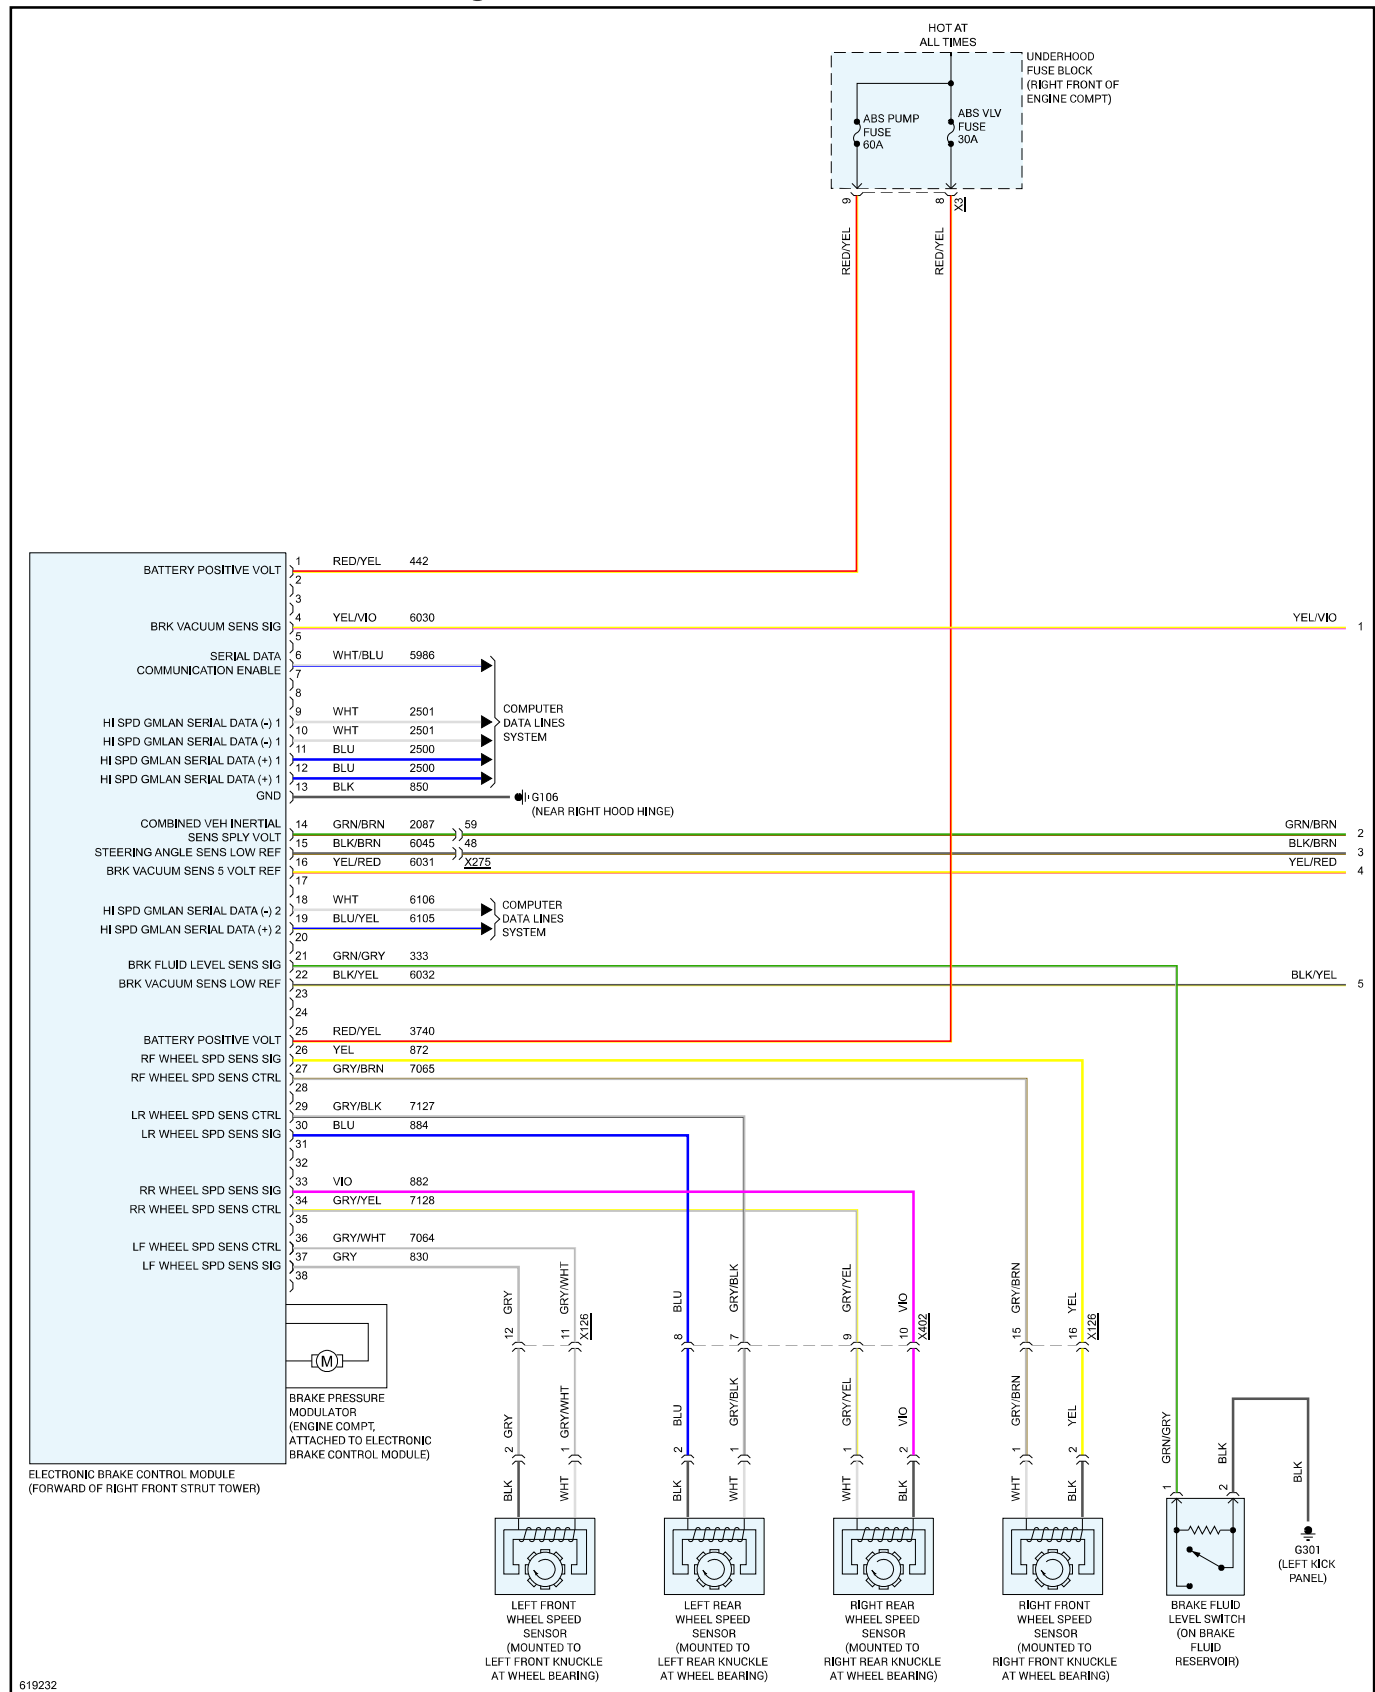 HOT AT
ALL TIMES
UNDERHOOD
FUSE BLOCK
(RIGHT FRONT OF
ENGINE COMPT)
ABS PUMP
FUSE
60A
ABS VLV
FUSE
30A
9
8
X3
RED/YEL
RED/YEL
BATTERY POSITIVE VOLT
1 RED/YEL 442
2
3
4 YEL/VIO 6030
BRK VACUUM SENS SIG
YEL/VIO 1
5
SERIAL DATA
COMMUNICATION ENABLE
6 WHT/BLU 5986
7
8
9 WHT 2501
HI SPD GMLAN SERIAL DATA (-) 1
10 WHT 2501
HI SPD GMLAN SERIAL DATA (-) 1
11 BLU 2500
HI SPD GMLAN SERIAL DATA (+) 1
12 BLU 2500
HI SPD GMLAN SERIAL DATA (+) 1
COMPUTER
DATA LINES
SYSTEM
13 BLK 850
GND
G106
(NEAR RIGHT HOOD HINGE)
COMBINED VEH INERTIAL
SENS SPLY VOLT
14 GRN/BRN 2087 59
GRN/BRN 2
15 BLK/BRN 6045 48
STEERING ANGLE SENS LOW REF
BLK/BRN 3
16 YEL/RED 6031 X275
BRK VACUUM SENS 5 VOLT REF
YEL/RED 4
17
18 WHT 6106
HI SPD GMLAN SERIAL DATA (-) 2
19 BLU/YEL 6105
HI SPD GMLAN SERIAL DATA (+) 2
COMPUTER
DATA LINES
SYSTEM
20
21 GRN/GRY 333
BRK FLUID LEVEL SENS SIG
22 BLK/YEL 6032
BRK VACUUM SENS LOW REF
BLK/YEL 5
23
24
25 RED/YEL 3740
BATTERY POSITIVE VOLT
26 YEL 872
RF WHEEL SPD SENS SIG
27 GRY/BRN 7065
RF WHEEL SPD SENS CTRL
28
29 GRY/BLK 7127
LR WHEEL SPD SENS CTRL
30 BLU 884
LR WHEEL SPD SENS SIG
31
32
33 VIO 882
RR WHEEL SPD SENS SIG
34 GRY/YEL 7128
RR WHEEL SPD SENS CTRL
35
36 GRY/WHT 7064
LF WHEEL SPD SENS CTRL
37 GRY 830
LF WHEEL SPD SENS SIG
38
GRY
GRY/WHT
BLU
GRY/BLK
GRY/YEL
VIO
GRY/BRN
YEL
12
11
X126
8
7
9
10
X402
15
16
X126
M
BRAKE PRESSURE
MODULATOR
(ENGINE COMPT,
ATTACHED TO ELECTRONIC
BRAKE CONTROL MODULE)
GRY
GRY/WHT
BLU
GRY/BLK
GRY/YEL
VIO
GRY/BRN
YEL
GRN/GRY
BLK
BLK
2
1
2
1
1
2
1
2
1
2
BLK
WHT
BLK
WHT
WHT
BLK
WHT
BLK
ELECTRONIC BRAKE CONTROL MODULE
(FORWARD OF RIGHT FRONT STRUT TOWER)
G301
(LEFT KICK
PANEL)
LEFT FRONT
WHEEL SPEED
SENSOR
(MOUNTED TO
LEFT FRONT KNUCKLE
AT WHEEL BEARING)
LEFT REAR
WHEEL SPEED
SENSOR
(MOUNTED TO
LEFT REAR KNUCKLE
AT WHEEL BEARING)
RIGHT REAR
WHEEL SPEED
SENSOR
(MOUNTED TO
RIGHT REAR KNUCKLE
AT WHEEL BEARING)
RIGHT FRONT
WHEEL SPEED
SENSOR
(MOUNTED TO
RIGHT FRONT KNUCKLE
AT WHEEL BEARING)
BRAKE FLUID
LEVEL SWITCH
(ON BRAKE
FLUID
RESERVOIR)
619232